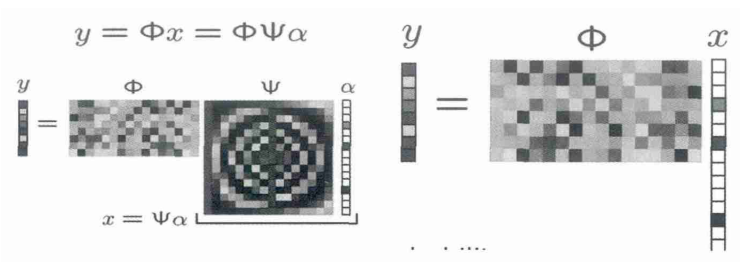 y = Φx = ΦΨα
y Φ Ψ α
=
x = Ψα
y Φ x
=